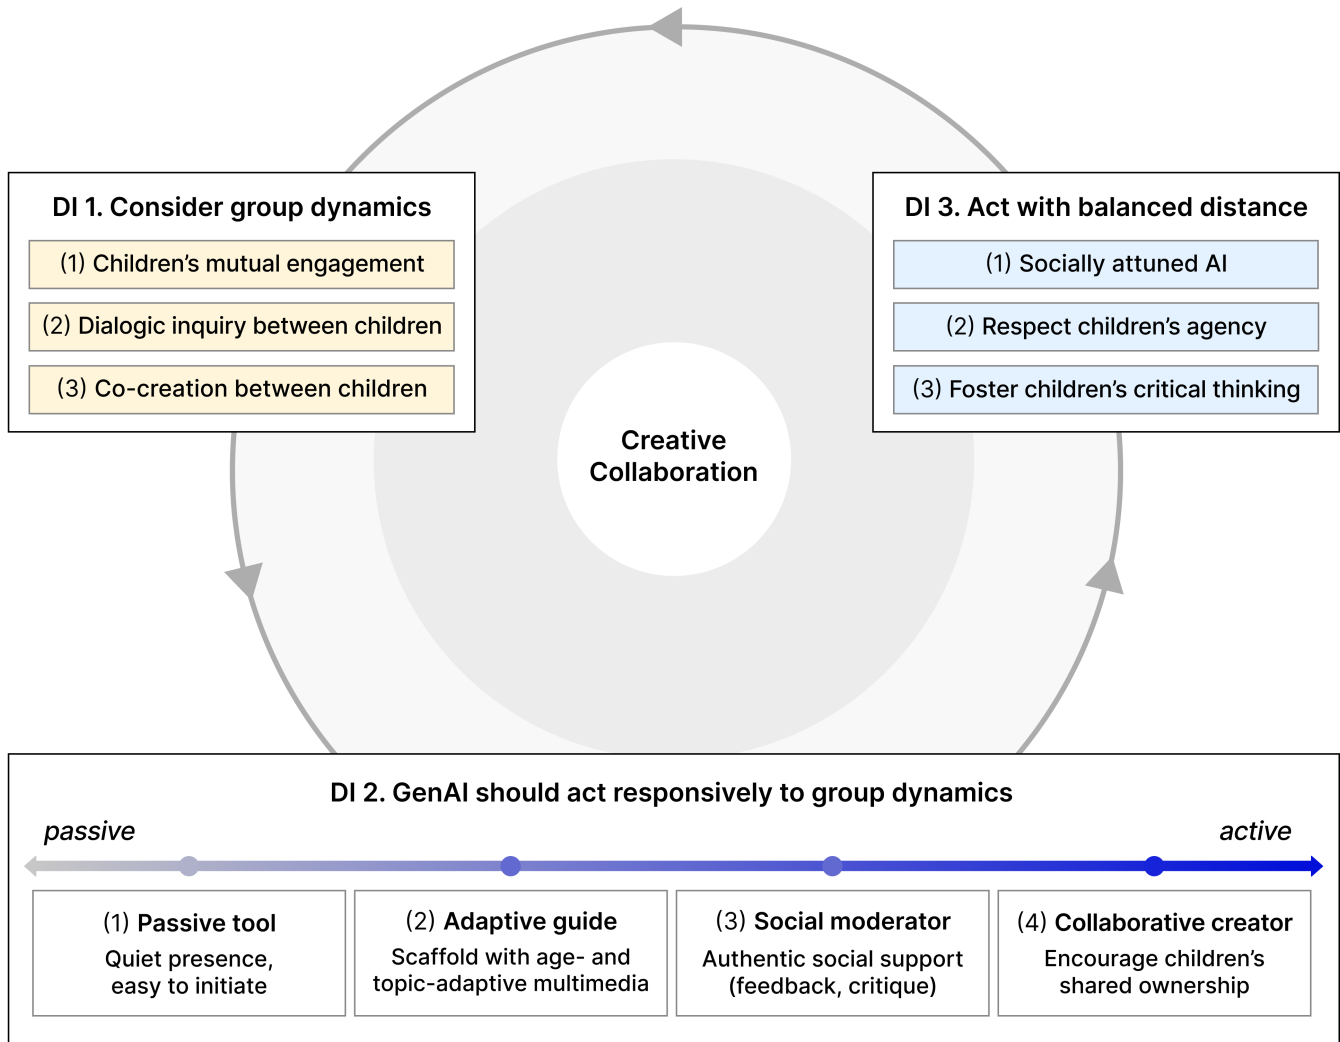 DI 1. Consider group dynamics
(1) Children’s mutual engagement
(2) Dialogic inquiry between children
(3) Co-creation between children
DI 3. Act with balanced distance
(1) Socially attuned AI
(2) Respect children’s agency
(3) Foster children’s critical thinking
Creative
Collaboration
DI 2. GenAI should act responsively to group dynamics
passive
active
(1) Passive tool
Quiet presence,
easy to initiate
(2) Adaptive guide
Scaffold with age- and
topic-adaptive multimedia
(3) Social moderator
Authentic social support
(feedback, critique)
(4) Collaborative creator
Encourage children’s
shared ownership